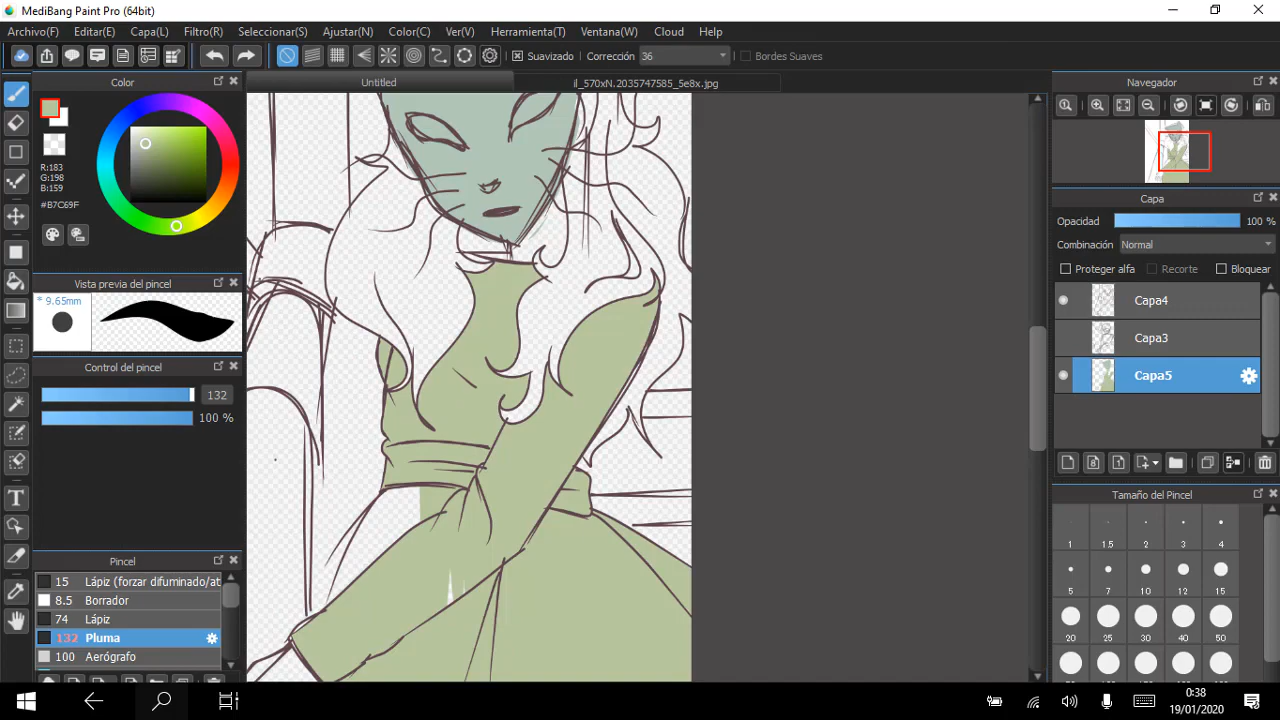 MediBang Paint Pro (64bit)
Archivo(F) Editar(E) Capa(L) Filtro(R) Seleccionar(S) Ajustar(N) Color(C) Ver(V) Herramienta(T) Ventana(W) Cloud Help
Suavizado Corrección 36 Bordes Suaves
Color
Untitled
il_570xN.2035747585_5e8x.jpg
Navegador
R:183
G:198
B:159
#B7C69F
Capa
Opacidad 100 %
Combinación Normal
Proteger alfa Recorte Bloquear
Vista previa del pincel
* 9.65mm
Capa4
Capa3
Capa5
Control del pincel
132
100 %
8 1
Tamaño del Pincel
1 1.5 2 3 4
5 7 10 12 15
20 25 30 40 50
Pincel
15 Lápiz (forzar difuminado/at
8.5 Borrador
74 Lápiz
132 Pluma
100 Aerógrafo
0:38
19/01/2020